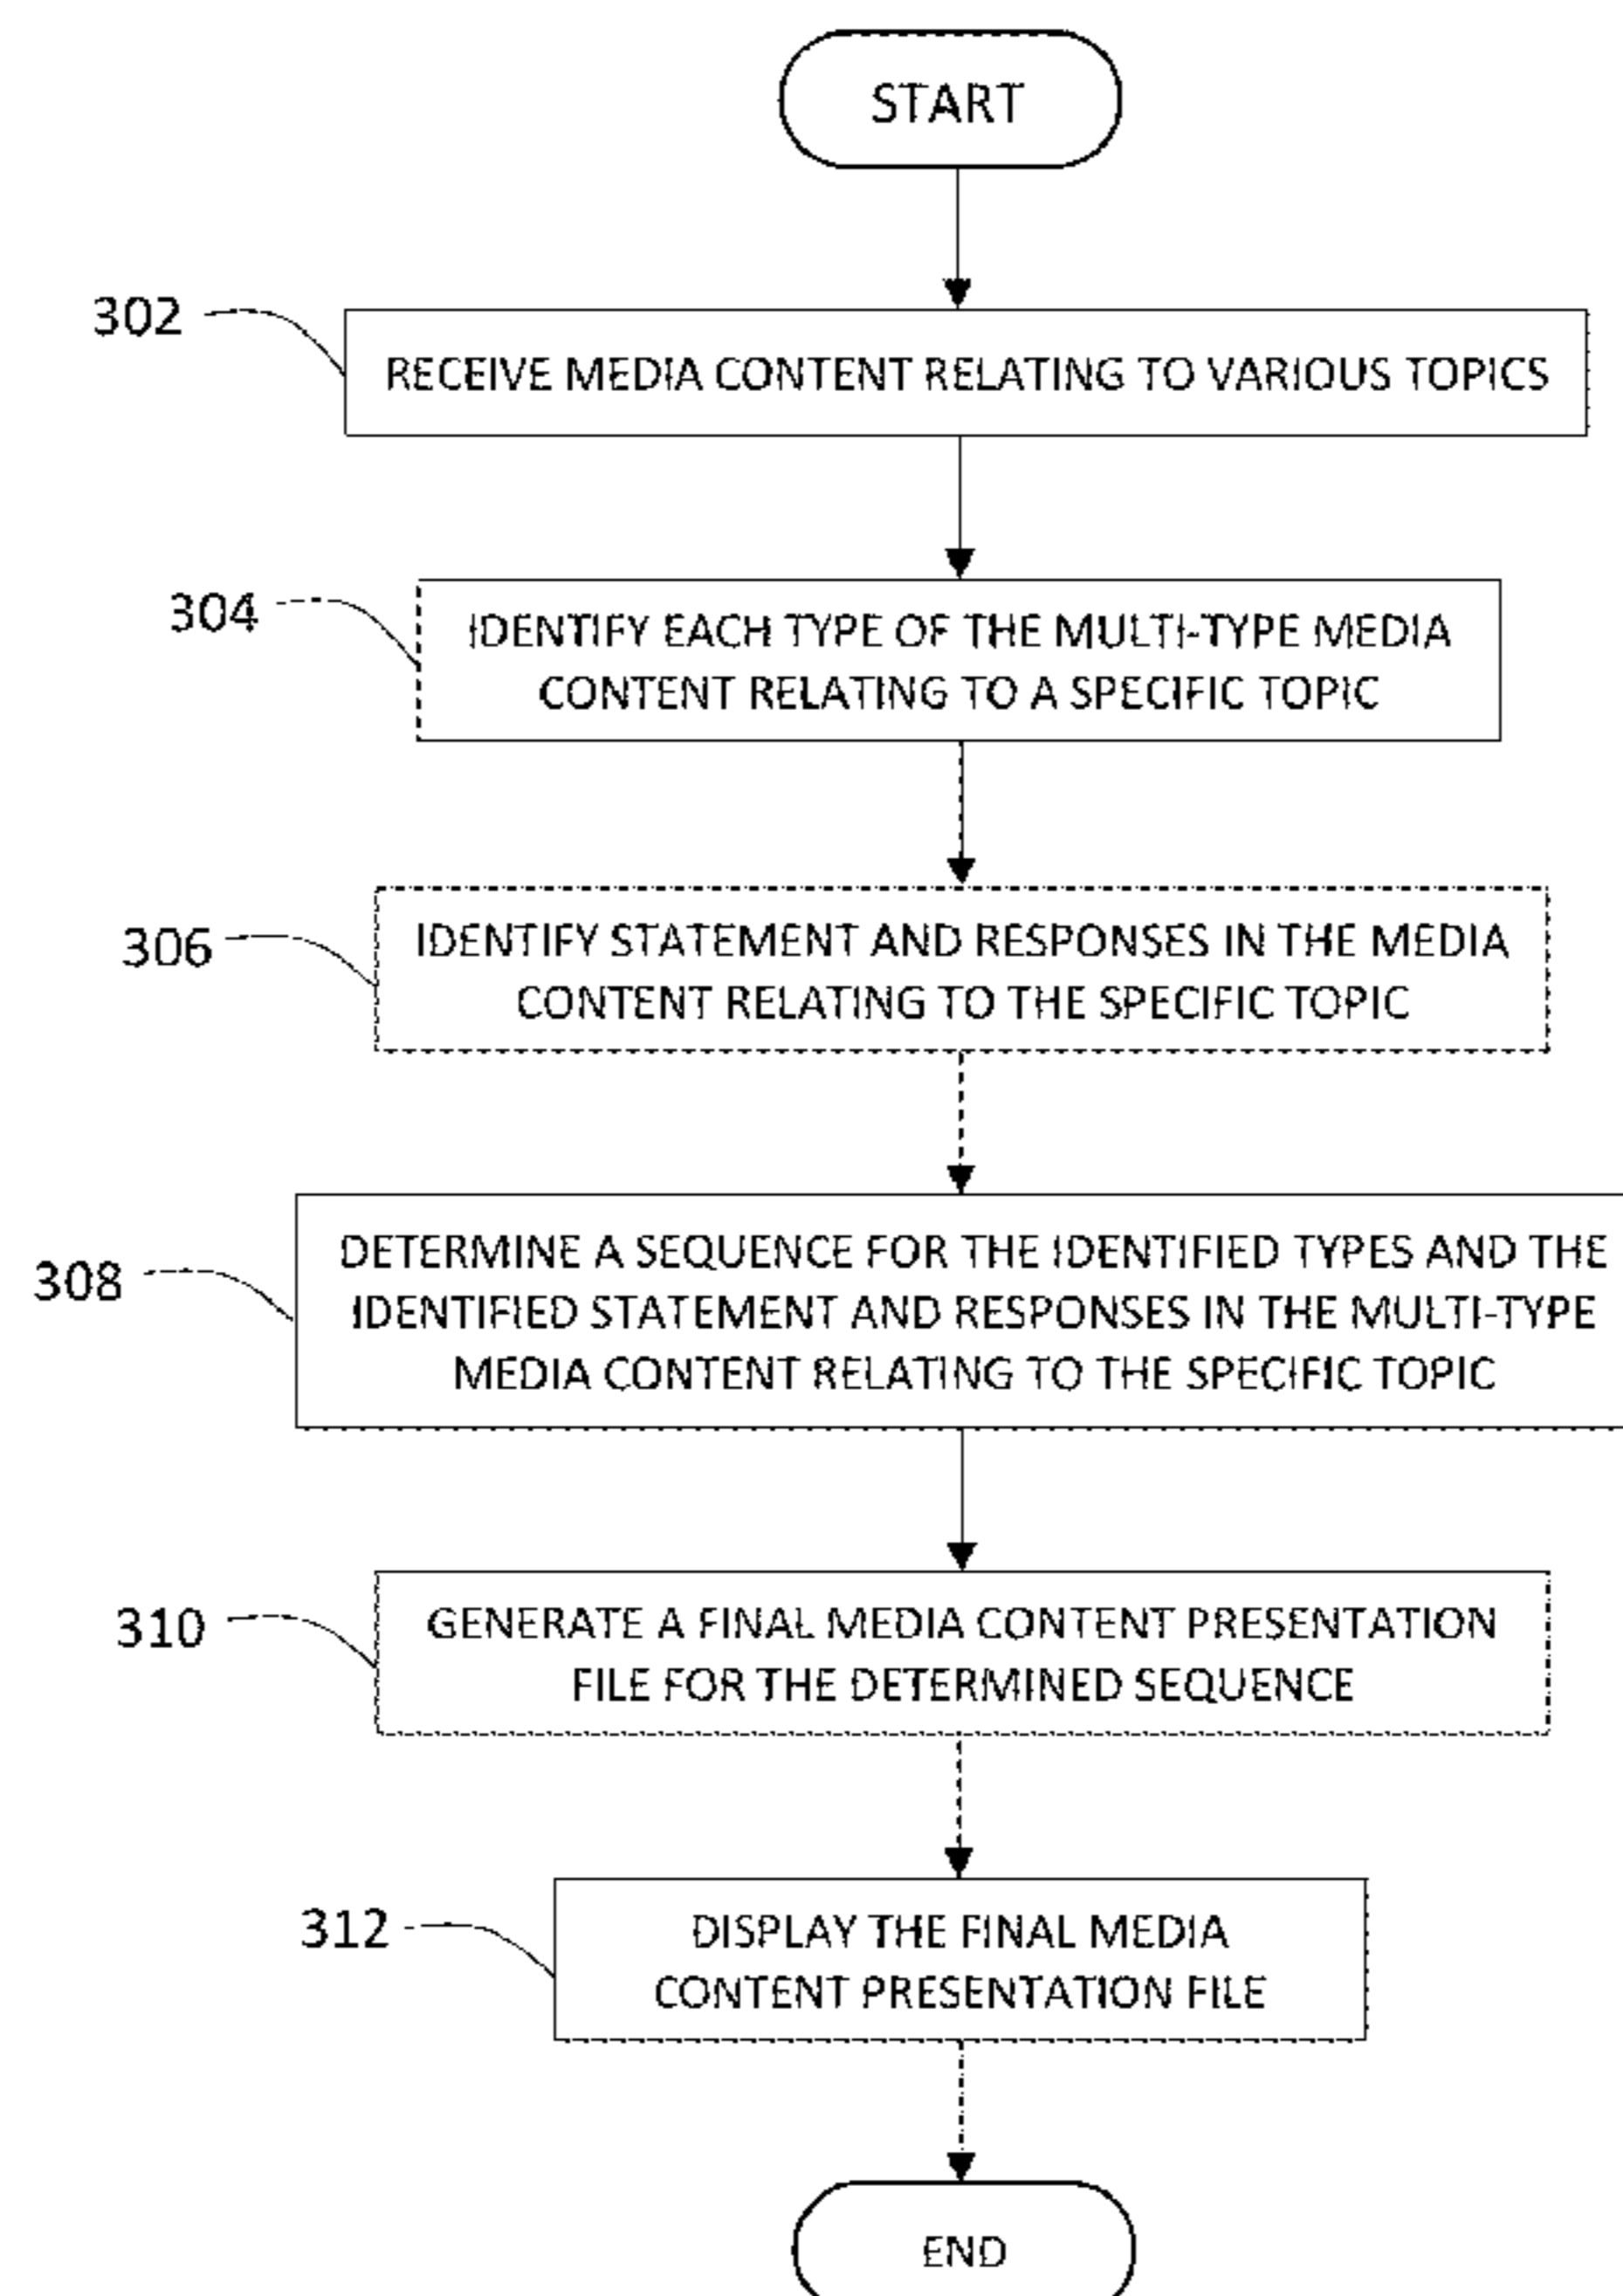 START
302
RECEIVE MEDIA CONTENT RELATING TO VARIOUS TOPICS
304
IDENTIFY EACH TYPE OF THE MULTI-TYPE MEDIA
CONTENT RELATING TO A SPECIFIC TOPIC
306
IDENTIFY STATEMENT AND RESPONSES IN THE MEDIA
CONTENT RELATING TO THE SPECIFIC TOPIC
308
DETERMINE A SEQUENCE FOR THE IDENTIFIED TYPES AND THE
IDENTIFIED STATEMENT AND RESPONSES IN THE MULTI-TYPE
MEDIA CONTENT RELATING TO THE SPECIFIC TOPIC
310
GENERATE A FINAL MEDIA CONTENT PRESENTATION
FILE FOR THE DETERMINED SEQUENCE
312
DISPLAY THE FINAL MEDIA
CONTENT PRESENTATION FILE
END